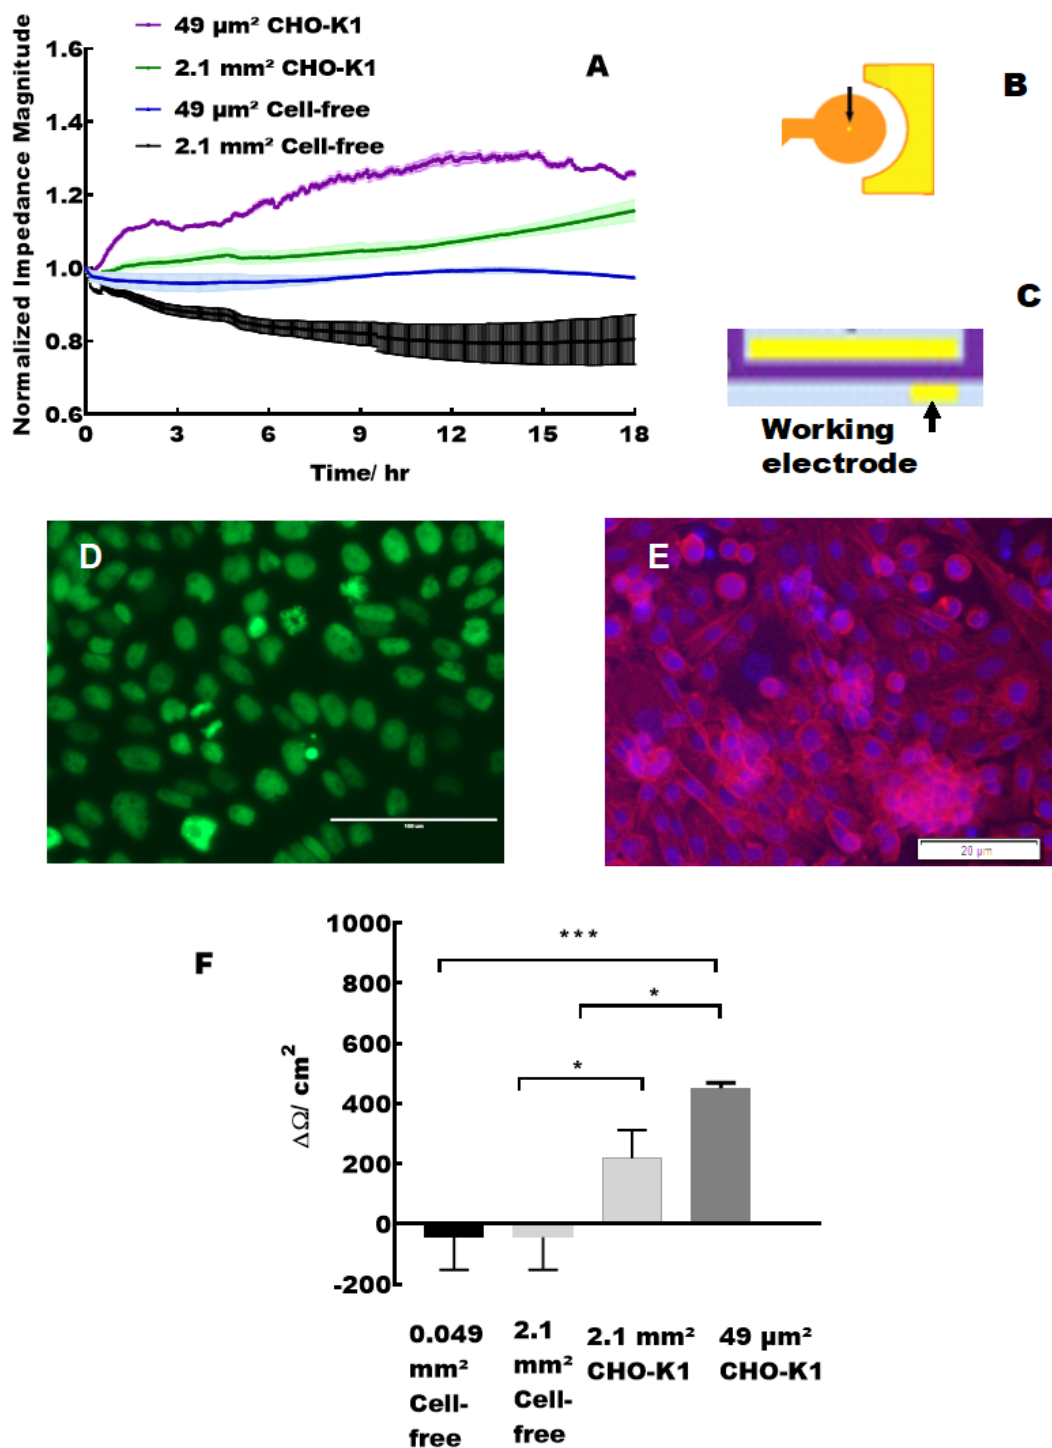 49 µm² CHO-K1
2.1 mm² CHO-K1
49 µm² Cell-free
2.1 mm² Cell-free
A
Normalized Impedance Magnitude
1.6
1.4
1.2
1.0
0.8
0.6
0
3
6
9
12
15
18
Time/ hr
B
C
Working
electrode
D
100 um
E
20 µm
F
ΔΩ/ cm²
1000
800
600
400
200
0
-200
***
*
*
0.049
mm²
Cell-
free
2.1
mm²
Cell-
free
2.1 mm²
CHO-K1
49 µm²
CHO-K1